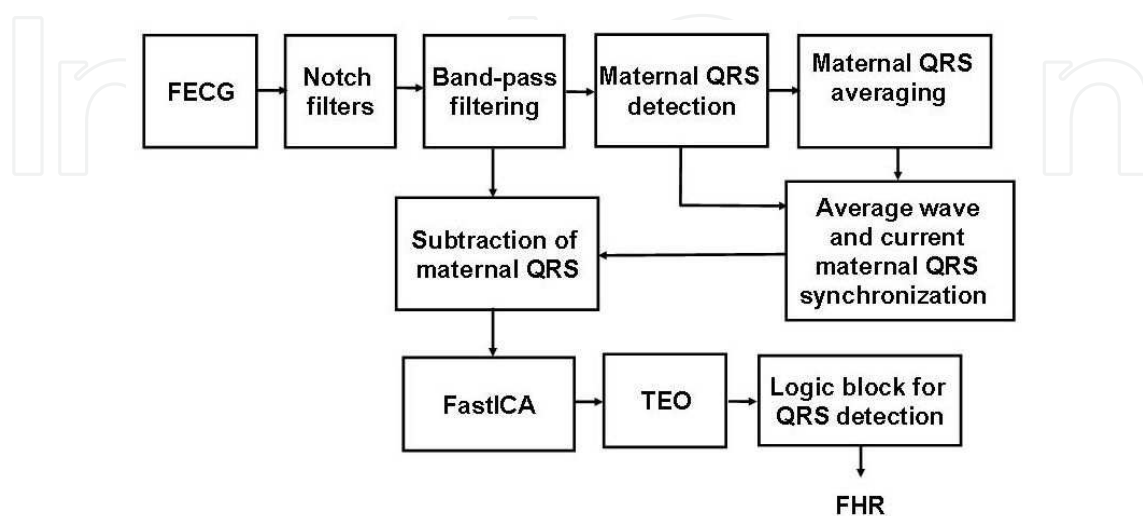 FECG
Notch
filters
Band-pass
filtering
Maternal QRS
detection
Maternal QRS
averaging
Subtraction of
maternal QRS
Average wave
and current
maternal QRS
synchronization
FastICA
TEO
Logic block for
QRS detection
FHR